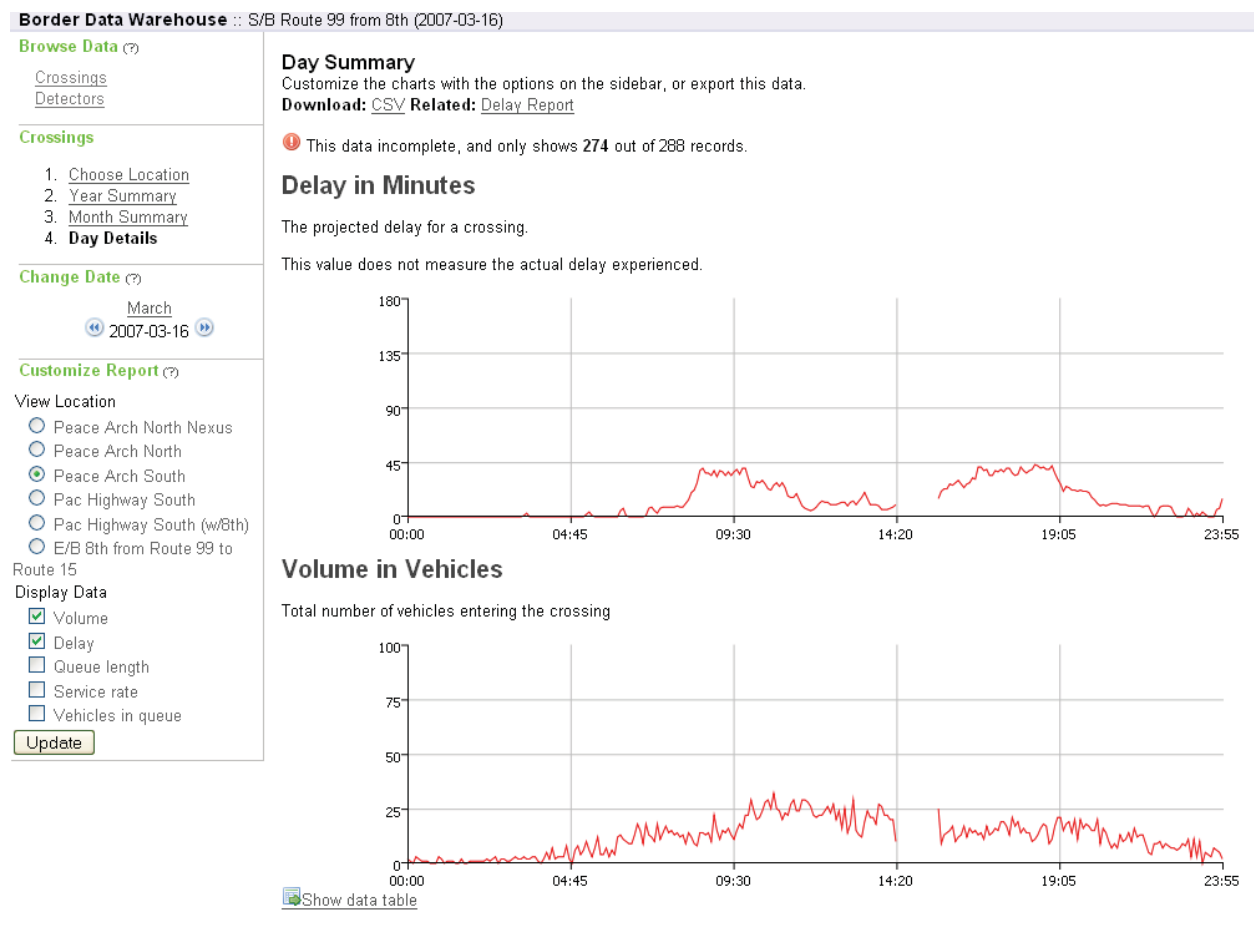 Border Data Warehouse :: S/B Route 99 from 8th (2007-03-16)
Browse Data (?)
Crossings
Detectors
Crossings
1. Choose Location
2. Year Summary
3. Month Summary
4. Day Details
Change Date (?)
March
2007-03-16
Customize Report (?)
View Location
Peace Arch North Nexus
Peace Arch North
Peace Arch South
Pac Highway South
Pac Highway South (w/8th)
E/B 8th from Route 99 to
Route 15
Display Data
Volume
Delay
Queue length
Service rate
Vehicles in queue
Update
Day Summary
Customize the charts with the options on the sidebar, or export this data.
Download: CSV Related: Delay Report
This data incomplete, and only shows 274 out of 288 records.
Delay in Minutes
The projected delay for a crossing.
This value does not measure the actual delay experienced.
180
135
90
45
0
00:00 04:45 09:30 14:20 19:05 23:55
Volume in Vehicles
Total number of vehicles entering the crossing
100
75
50
25
0
00:00 04:45 09:30 14:20 19:05 23:55
Show data table